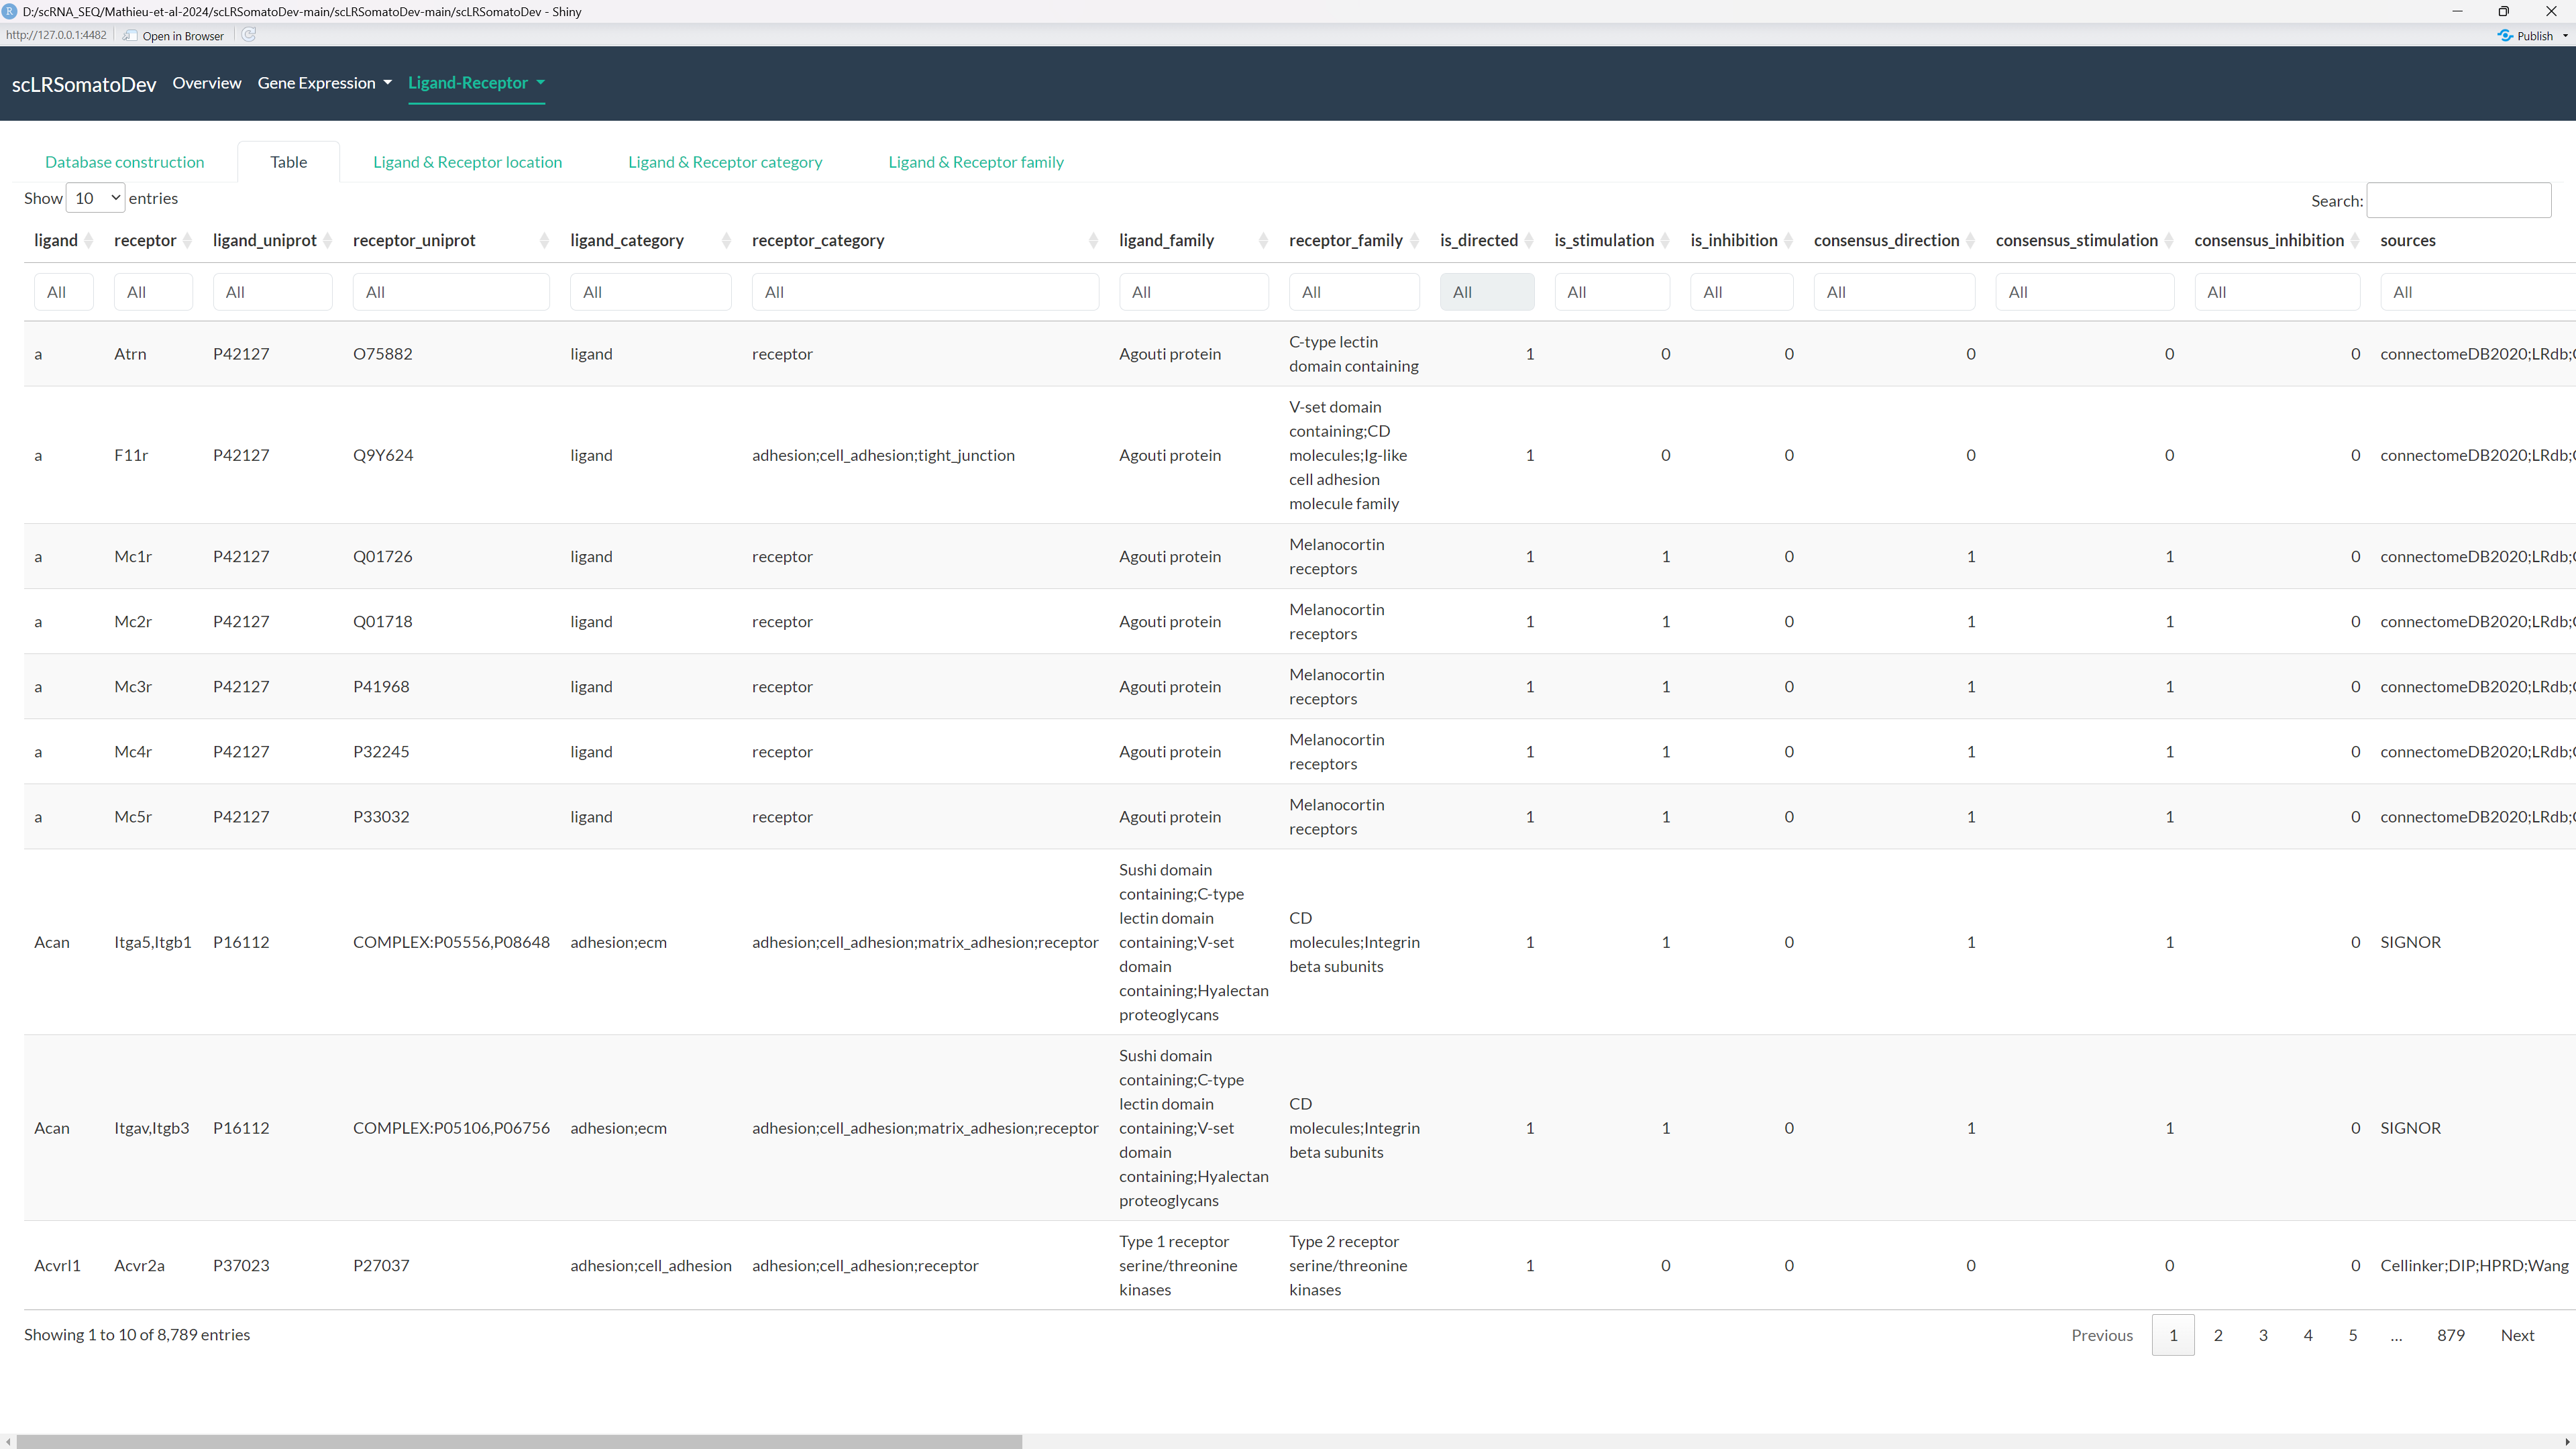 D:/scRNA_SEQ/Mathieu-et-al-2024/scLRSomatoDev-main/scLRSomatoDev-main/scLRSomatoDev - Shiny
http://127.0.0.1:4482 Open in Browser Publish
scLRSomatoDev Overview Gene Expression Ligand-Receptor
Database construction Table Ligand & Receptor location Ligand & Receptor category Ligand & Receptor family
Show 10 entries Search:
ligand receptor ligand_uniprot receptor_uniprot ligand_category receptor_category ligand_family receptor_family is_directed is_stimulation is_inhibition consensus_direction consensus_stimulation consensus_inhibition sources
All All All All All All All All All All All All All All All
a Atrn P42127 O75882 ligand receptor Agouti protein C-type lectin domain containing 1 0 0 0 0 0 connectomeDB2020;LRdb;
a F11r P42127 Q9Y624 ligand adhesion;cell_adhesion;tight_junction Agouti protein V-set domain containing;CD molecules;Ig-like cell adhesion molecule family 1 0 0 0 0 0 connectomeDB2020;LRdb;
a Mc1r P42127 Q01726 ligand receptor Agouti protein Melanocortin receptors 1 1 0 1 1 0 connectomeDB2020;LRdb;
a Mc2r P42127 Q01718 ligand receptor Agouti protein Melanocortin receptors 1 1 0 1 1 0 connectomeDB2020;LRdb;
a Mc3r P42127 P41968 ligand receptor Agouti protein Melanocortin receptors 1 1 0 1 1 0 connectomeDB2020;LRdb;
a Mc4r P42127 P32245 ligand receptor Agouti protein Melanocortin receptors 1 1 0 1 1 0 connectomeDB2020;LRdb;
a Mc5r P42127 P33032 ligand receptor Agouti protein Melanocortin receptors 1 1 0 1 1 0 connectomeDB2020;LRdb;
Acan Itga5,Itgb1 P16112 COMPLEX:P05556,P08648 adhesion;ecm adhesion;cell_adhesion;matrix_adhesion;receptor Sushi domain containing;C-type lectin domain containing;V-set domain containing;Hyalectan proteoglycans CD molecules;Integrin beta subunits 1 1 0 1 1 0 SIGNOR
Acan Itgav,Itgb3 P16112 COMPLEX:P05106,P06756 adhesion;ecm adhesion;cell_adhesion;matrix_adhesion;receptor Sushi domain containing;C-type lectin domain containing;V-set domain containing;Hyalectan proteoglycans CD molecules;Integrin beta subunits 1 1 0 1 1 0 SIGNOR
Acvrl1 Acvr2a P37023 P27037 adhesion;cell_adhesion adhesion;cell_adhesion;receptor Type 1 receptor serine/threonine kinases Type 2 receptor serine/threonine kinases 1 0 0 0 0 0 Cellinker;DIP;HPRD;Wang
Showing 1 to 10 of 8,789 entries Previous 1 2 3 4 5 … 879 Next